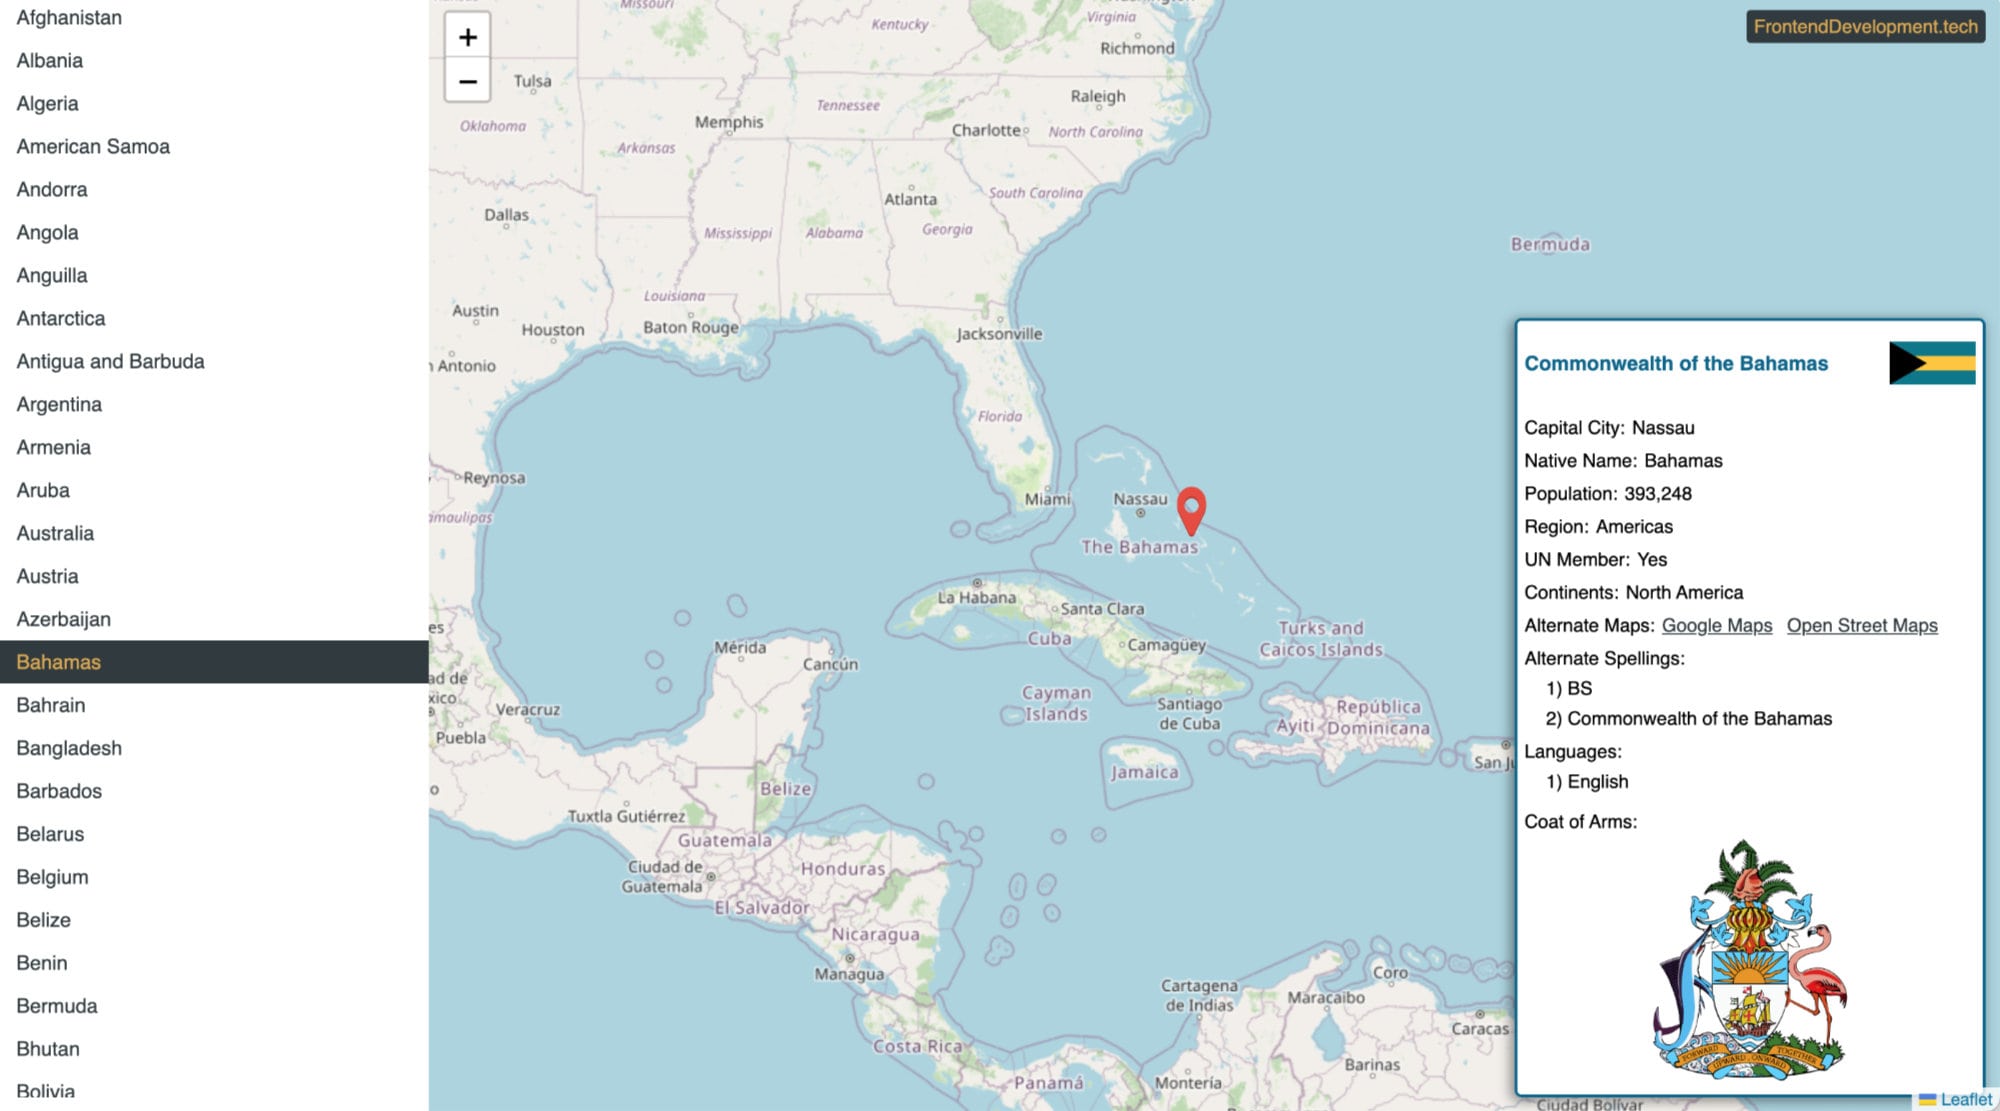 Afghanistan
Albania
Algeria
American Samoa
Andorra
Angola
Anguilla
Antarctica
Antigua and Barbuda
Argentina
Armenia
Aruba
Australia
Austria
Azerbaijan
Bahamas
Bahrain
Bangladesh
Barbados
Belarus
Belgium
Belize
Benin
Bermuda
Bhutan
Bolivia
+
−
Missouri
Kentucky
Virginia
Richmond
Tulsa
Tennessee
Raleigh
Oklahoma
Memphis
Charlotte
North Carolina
Arkansas
South Carolina
Atlanta
Dallas
Mississippi
Alabama
Georgia
Bermuda
Louisiana
Austin
Houston
Baton Rouge
Jacksonville
n Antonio
Florida
Reynosa
Miami
Nassau
amaulipas
The Bahamas
La Habana
Santa Clara
es
Cuba
Turks and
Caicos Islands
Mérida
Camagüey
Cancún
ad de
xico
Cayman
Islands
Veracruz
Santiago
de Cuba
República
Dominicana
Ayiti
Puebla
San Ju
Jamaica
o
Belize
Tuxtla Gutiérrez
Guatemala
Ciudad de
Guatemala
Honduras
El Salvador
Nicaragua
Managua
Cartagena
de Indias
Coro
Maracaibo
Caracas
Costa Rica
Barinas
Panamá
Montería
Ciudad Bolívar
FrontendDevelopment.tech
Commonwealth of the Bahamas
Capital City: Nassau
Native Name: Bahamas
Population: 393,248
Region: Americas
UN Member: Yes
Continents: North America
Alternate Maps: Google Maps Open Street Maps
Alternate Spellings:
1) BS
2) Commonwealth of the Bahamas
Languages:
1) English
Coat of Arms:
FORWARD UPWARD ONWARD TOGETHER
Leaflet